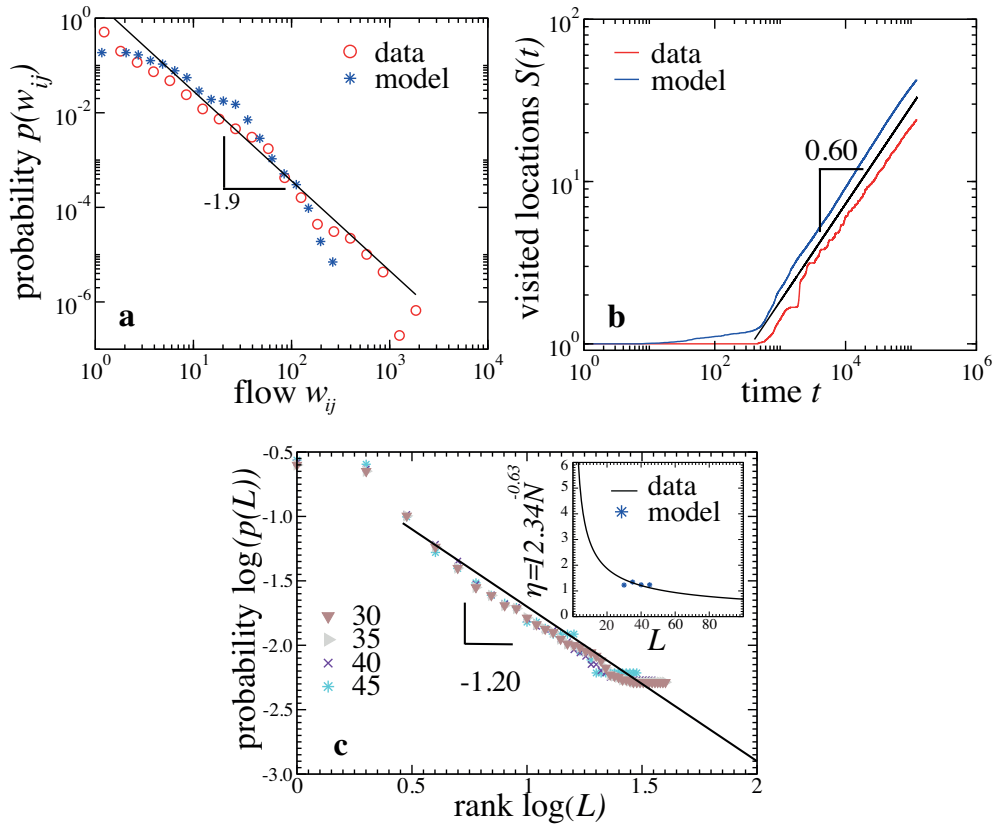 probability p(w_ij)
10^0
10^-2
10^-4
10^-6
data
model
-1.9
a
10^0 10^1 10^2 10^3 10^4
flow w_ij
visited locations S(t)
10^2
10^1
10^0
data
model
0.60
b
10^0 10^2 10^4 10^6
time t
probability log(p(L))
-0.5
-1.0
-1.5
-2.0
-2.5
-3.0
30
35
40
45
-1.20
c
0 0.5 1 1.5 2
rank log(L)
η=12.34N^-0.63
6
5
4
3
2
1
0
data
model
20 40 60 80
L